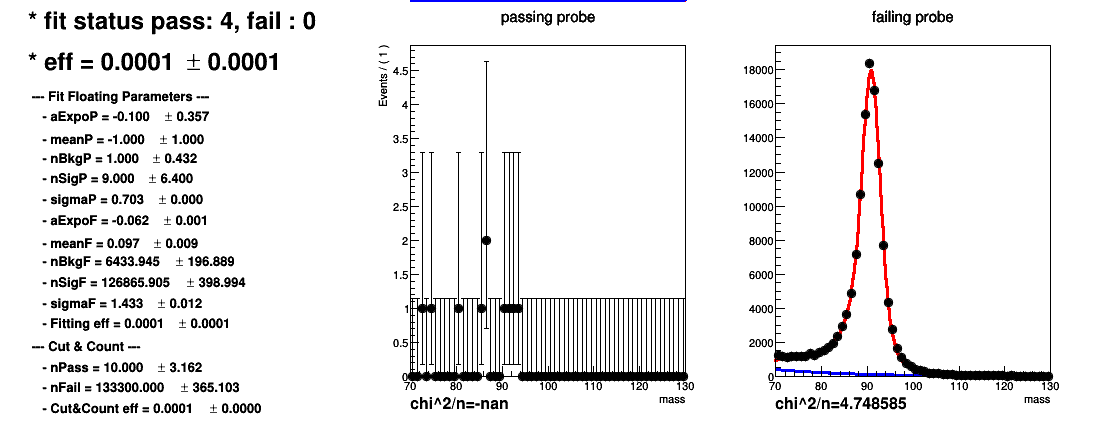 * fit status pass: 4, fail : 0
* eff = 0.0001 ± 0.0001
--- Fit Floating Parameters ---
- aExpoP = -0.100 ± 0.357
- meanP = -1.000 ± 1.000
- nBkgP = 1.000 ± 0.432
- nSigP = 9.000 ± 6.400
- sigmaP = 0.703 ± 0.000
- aExpoF = -0.062 ± 0.001
- meanF = 0.097 ± 0.009
- nBkgF = 6433.945 ± 196.889
- nSigF = 126865.905 ± 398.994
- sigmaF = 1.433 ± 0.012
- Fitting eff = 0.0001 ± 0.0001
--- Cut & Count ---
- nPass = 10.000 ± 3.162
- nFail = 133300.000 ± 365.103
- Cut&Count eff = 0.0001 ± 0.0000
passing probe
Events / ( 1 )
4.5
4
3.5
3
2.5
2
1.5
1
0.5
0
70 80 90 100 110 120 130
mass
chi^2/n=-nan
failing probe
18000
16000
14000
12000
10000
8000
6000
4000
2000
0
70 80 90 100 110 120 130
mass
chi^2/n=4.748585